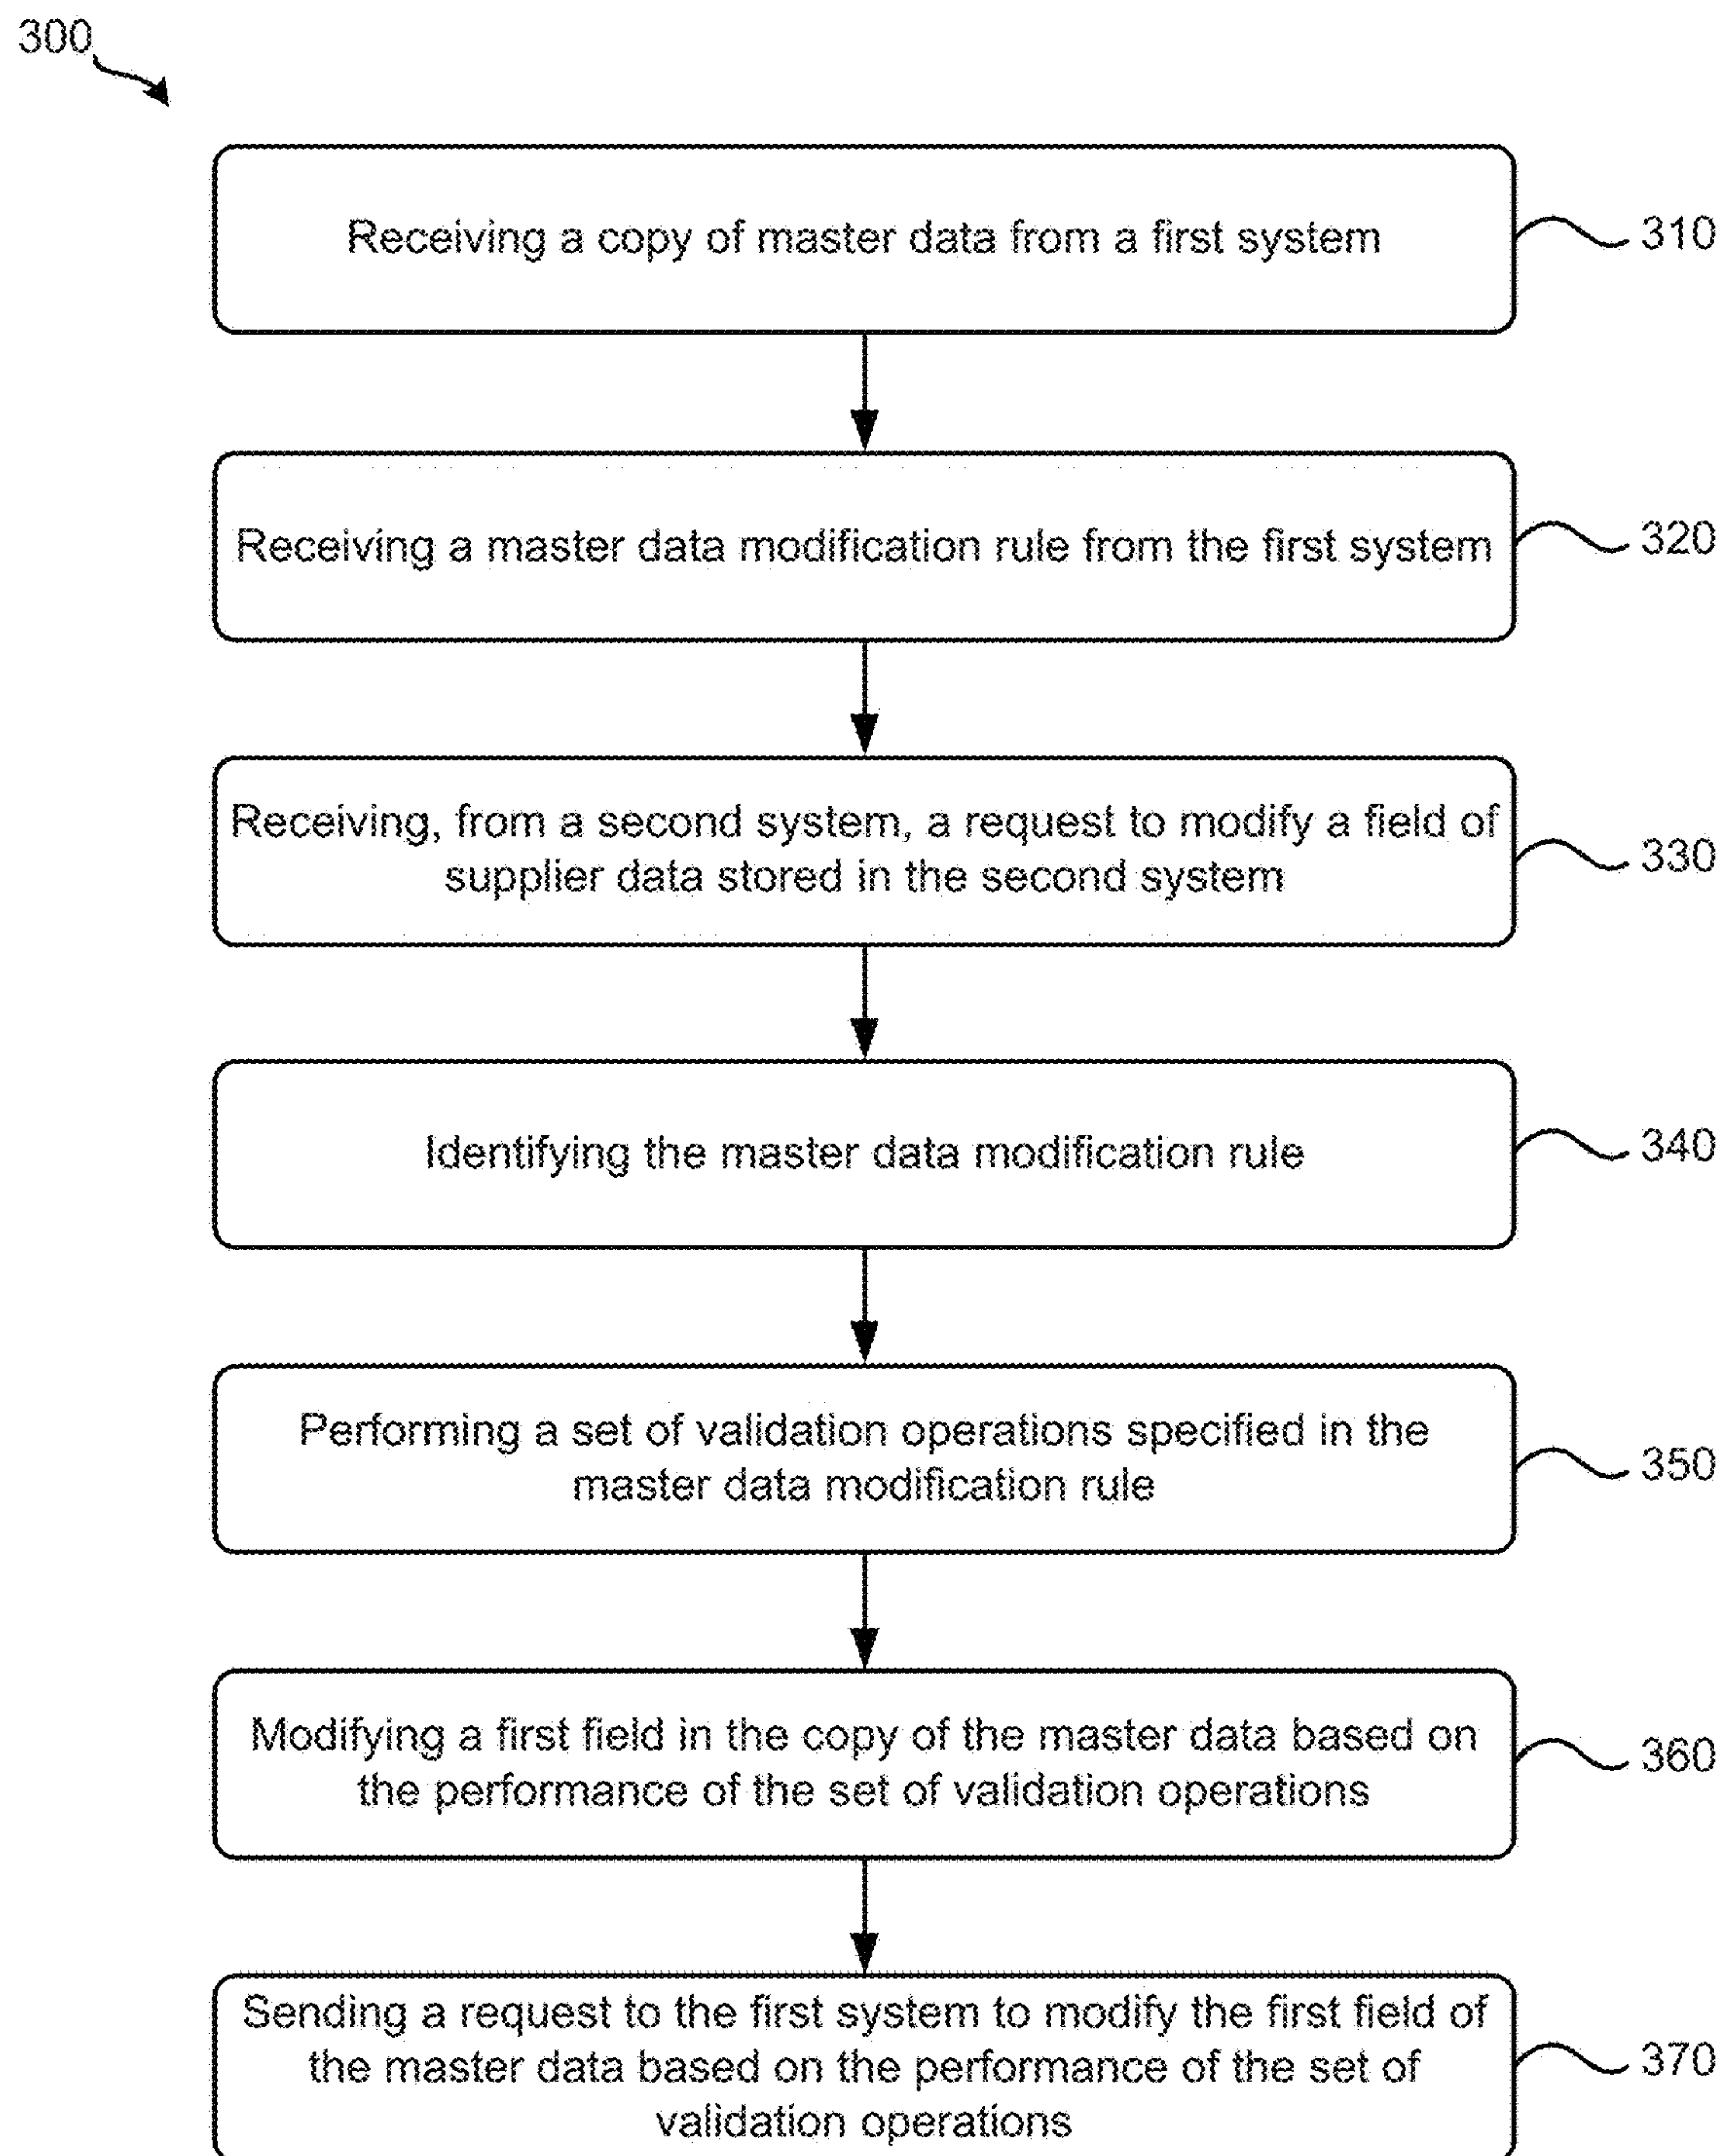 300
Receiving a copy of master data from a first system
310
Receiving a master data modification rule from the first system
320
Receiving, from a second system, a request to modify a field of
supplier data stored in the second system
330
Identifying the master data modification rule
340
Performing a set of validation operations specified in the
master data modification rule
350
Modifying a first field in the copy of the master data based on
the performance of the set of validation operations
360
Sending a request to the first system to modify the first field of
the master data based on the performance of the set of
validation operations
370